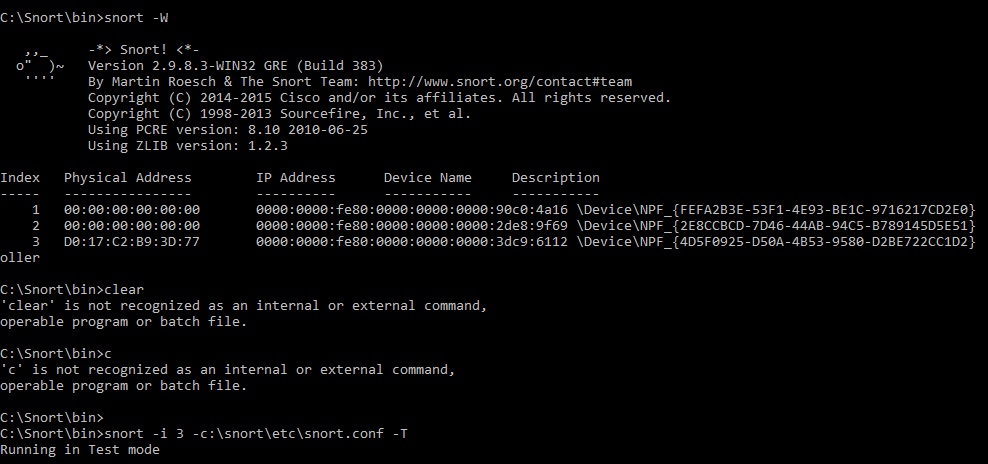 C:\Snort\bin>snort -W
,,_ -*> Snort! <*-
o" )~ Version 2.9.8.3-WIN32 GRE (Build 383)
'''' By Martin Roesch & The Snort Team: http://www.snort.org/contact#team
Copyright (C) 2014-2015 Cisco and/or its affiliates. All rights reserved.
Copyright (C) 1998-2013 Sourcefire, Inc., et al.
Using PCRE version: 8.10 2010-06-25
Using ZLIB version: 1.2.3
Index Physical Address IP Address Device Name Description
----- ---------------- ---------- ----------- -----------
1 00:00:00:00:00:00 0000:0000:fe80:0000:0000:0000:90c0:4a16 \Device\NPF_{FEFA2B3E-53F1-4E93-BE1C-9716217CD2E0}
2 00:00:00:00:00:00 0000:0000:fe80:0000:0000:0000:2de8:9f69 \Device\NPF_{2E8CCBCD-7D46-44AB-94C5-B789145D5E51}
3 D0:17:C2:B9:3D:77 0000:0000:fe80:0000:0000:0000:3dc9:6112 \Device\NPF_{4D5F0925-D50A-4B53-9580-D2BE722CC1D2}
oller
C:\Snort\bin>clear
'clear' is not recognized as an internal or external command,
operable program or batch file.
C:\Snort\bin>c
'c' is not recognized as an internal or external command,
operable program or batch file.
C:\Snort\bin>
C:\Snort\bin>snort -i 3 -c:\snort\etc\snort.conf -T
Running in Test mode